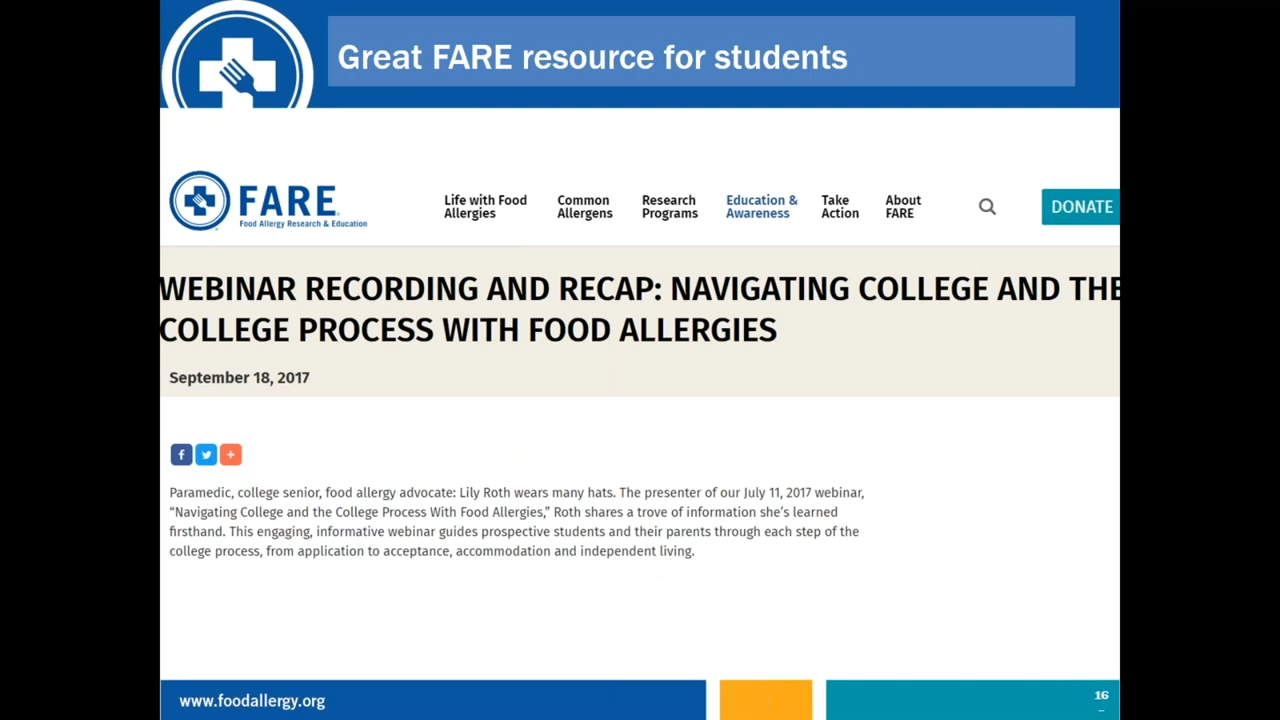 Great FARE resource for students
FARE
Food Allergy Research & Education
Life with Food
Allergies
Common
Allergens
Research
Programs
Education &
Awareness
Take
Action
About
FARE
DONATE
WEBINAR RECORDING AND RECAP: NAVIGATING COLLEGE AND THE
COLLEGE PROCESS WITH FOOD ALLERGIES
September 18, 2017
Paramedic, college senior, food allergy advocate: Lily Roth wears many hats. The presenter of our July 11, 2017 webinar,
“Navigating College and the College Process With Food Allergies,” Roth shares a trove of information she’s learned
firsthand. This engaging, informative webinar guides prospective students and their parents through each step of the
college process, from application to acceptance, accommodation and independent living.
www.foodallergy.org
16